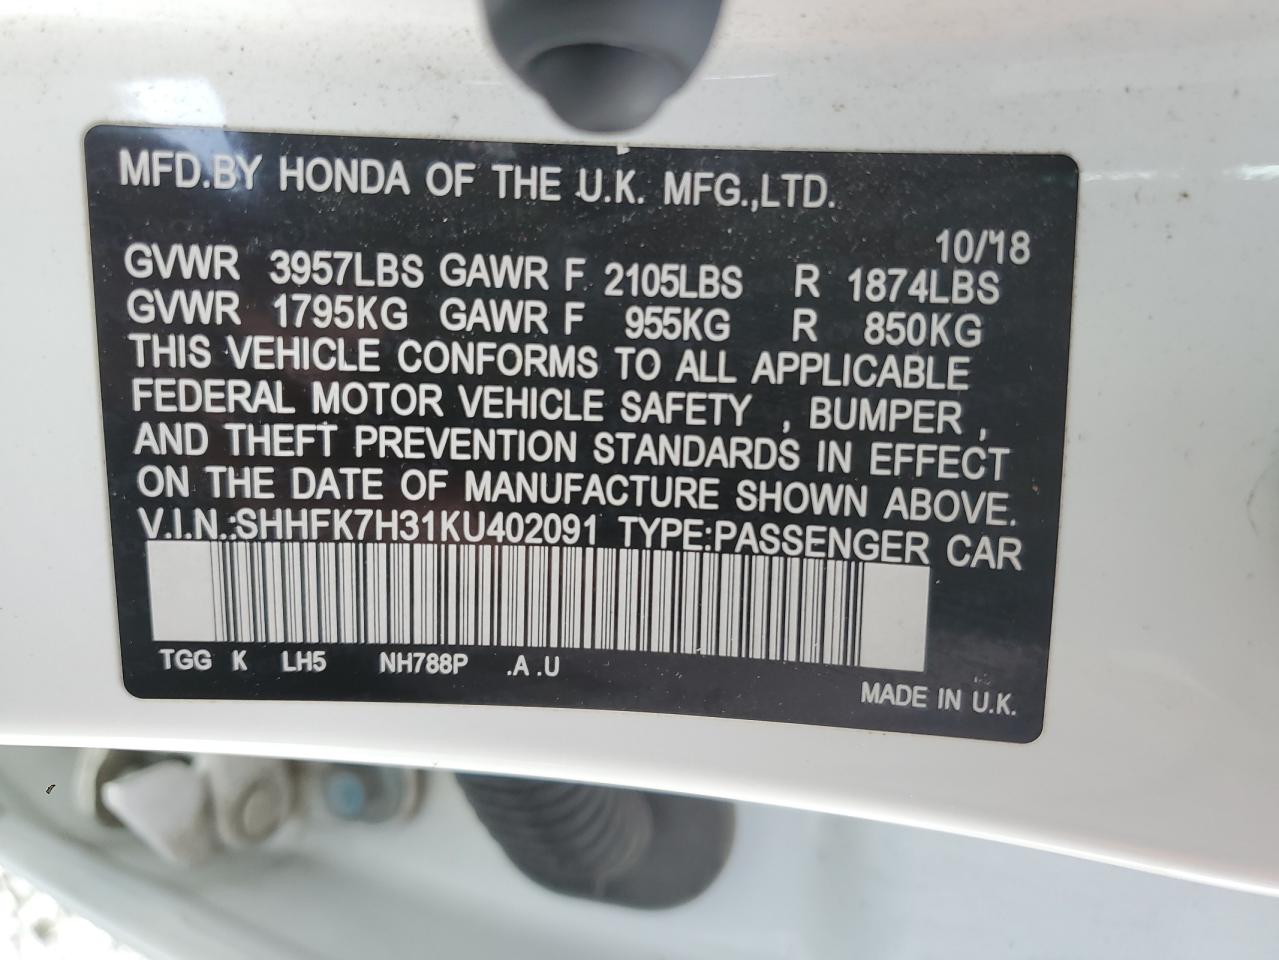 MFD.BY HONDA OF THE U.K. MFG.,LTD.
10/'18
GVWR 3957LBS GAWR F 2105LBS R 1874LBS
GVWR 1795KG GAWR F 955KG R 850KG
THIS VEHICLE CONFORMS TO ALL APPLICABLE
FEDERAL MOTOR VEHICLE SAFETY , BUMPER ,
AND THEFT PREVENTION STANDARDS IN EFFECT
ON THE DATE OF MANUFACTURE SHOWN ABOVE.
V.I.N.:SHHFK7H31KU402091 TYPE:PASSENGER CAR
TGG K LH5 NH788P .A .U
MADE IN U.K.